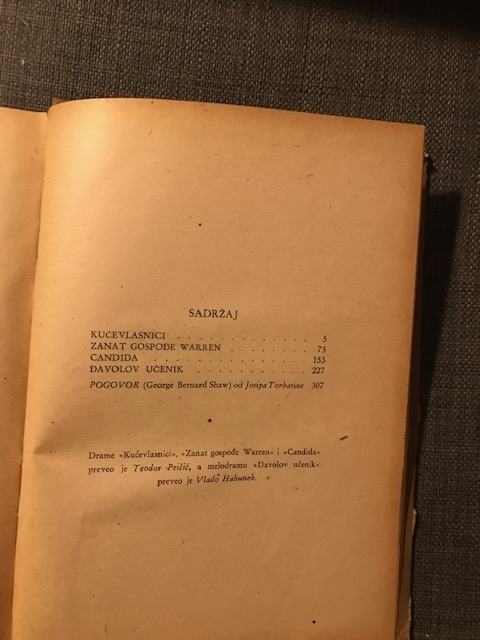 SADRŽAJ
KUĆEVLASNICI . . . . . . . . . . . . . . 5
ZANAT GOSPOĐE WARREN . . . . . . . . 73
CANDIDA . . . . . . . . . . . . . . . . 153
ĐAVOLOV UČENIK . . . . . . . . . . . . 227
POGOVOR (George Bernard Shaw) od Josipa Torbarine 307
Drame »Kućevlasnici«, »Zanat gospođe Warren« i »Candida«
preveo je Teodor Peičić, a melodramu »Đavolov učenik«
preveo je Vlado Habunek.